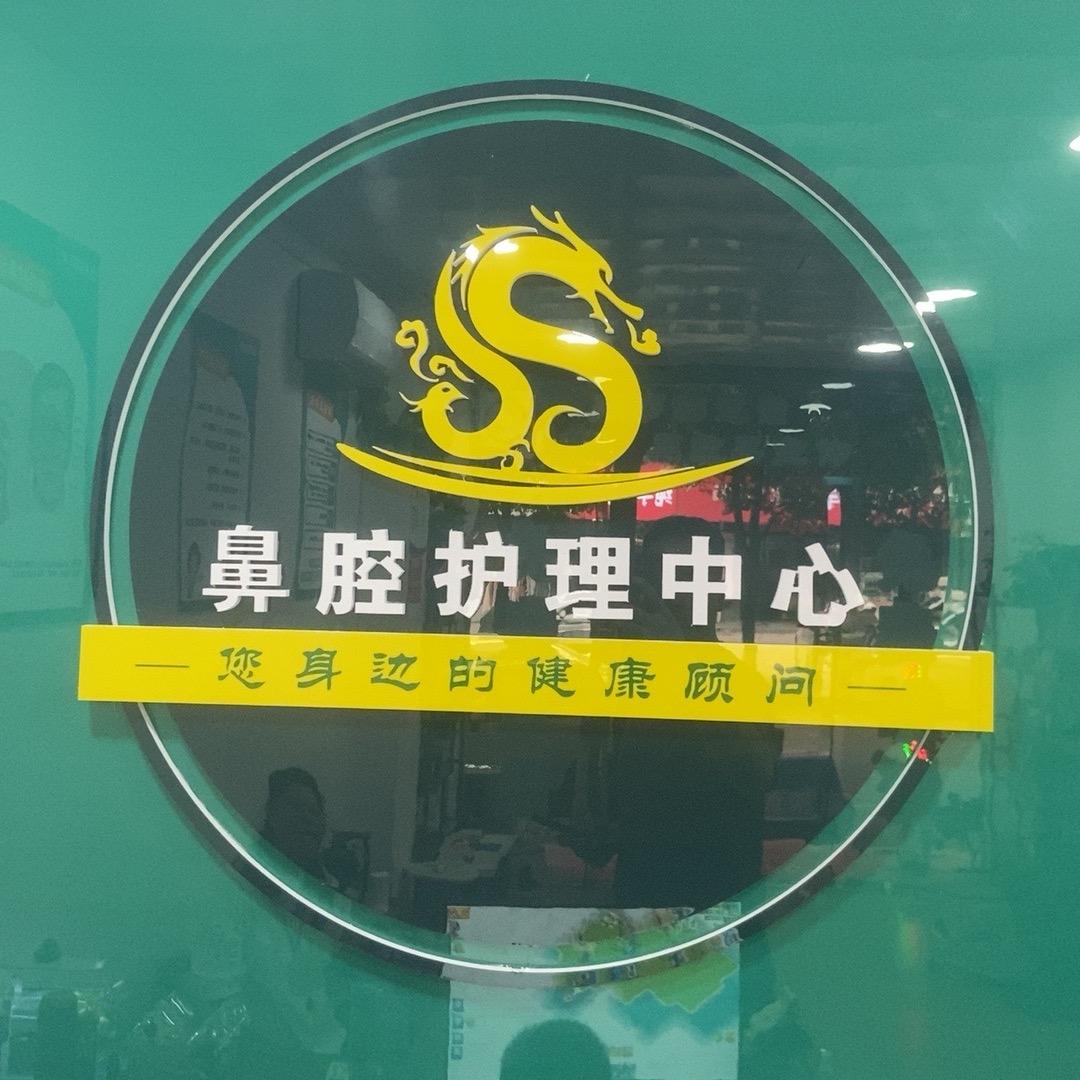 鼻腔护理中心
— 您身边的健康顾问 —